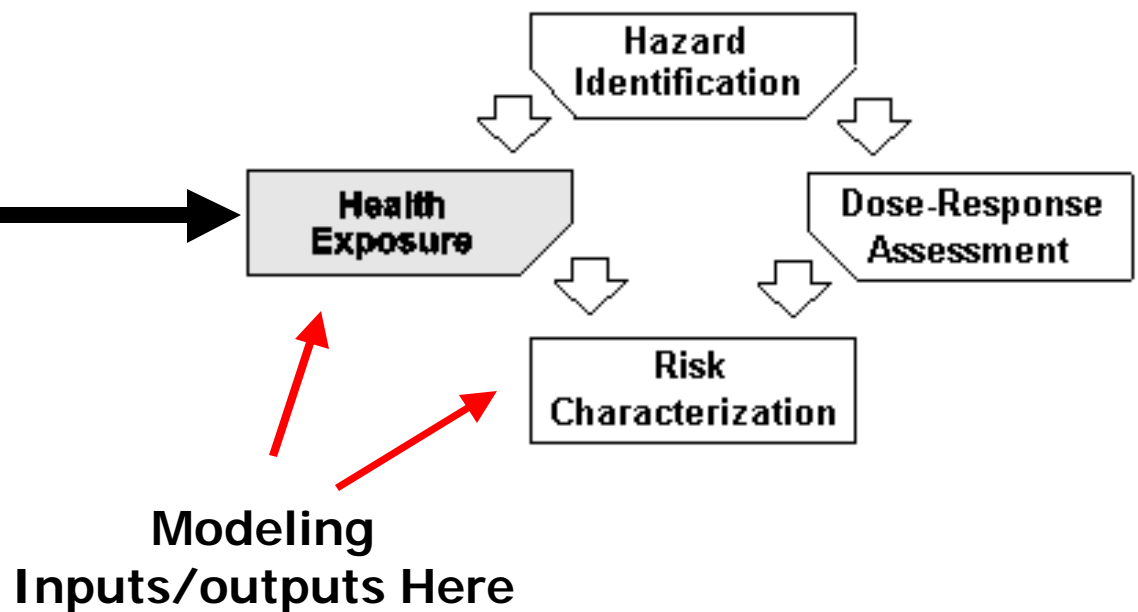 Hazard
Identification
Health
Exposure
Dose-Response
Assessment
Risk
Characterization
Modeling
Inputs/outputs Here